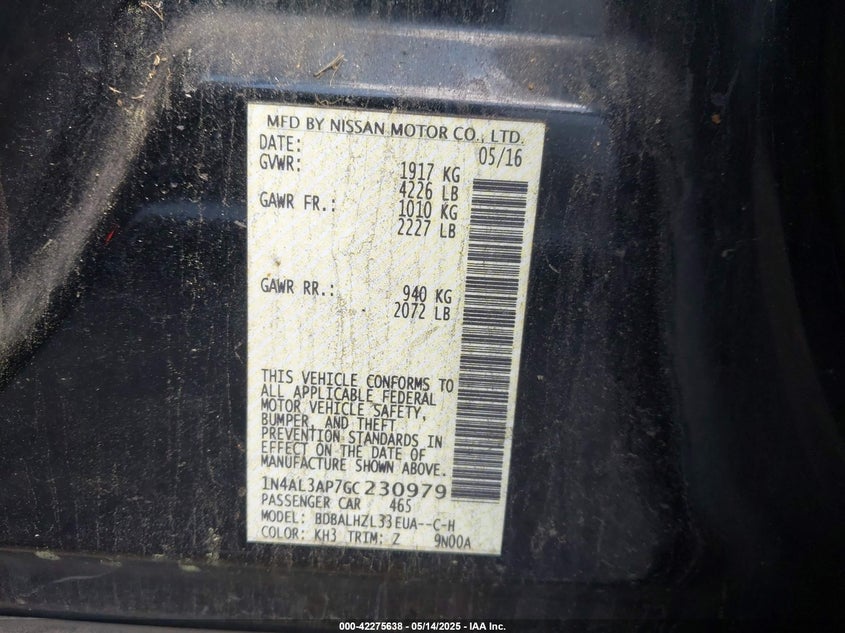 MFD BY NISSAN MOTOR CO., LTD.
DATE: 05/16
GVWR: 1917 KG
4226 LB
GAWR FR.: 1010 KG
2227 LB
GAWR RR.: 940 KG
2072 LB
THIS VEHICLE CONFORMS TO
ALL APPLICABLE FEDERAL
MOTOR VEHICLE SAFETY,
BUMPER, AND THEFT
PREVENTION STANDARDS IN
EFFECT ON THE DATE OF
MANUFACTURE SHOWN ABOVE.
1N4AL3AP7GC230979
PASSENGER CAR 465
MODEL: BDBALHZL33EUA--C-H
COLOR: KH3 TRIM: Z 9N00A
000-42275638 - 05/14/2025 - IAA Inc.